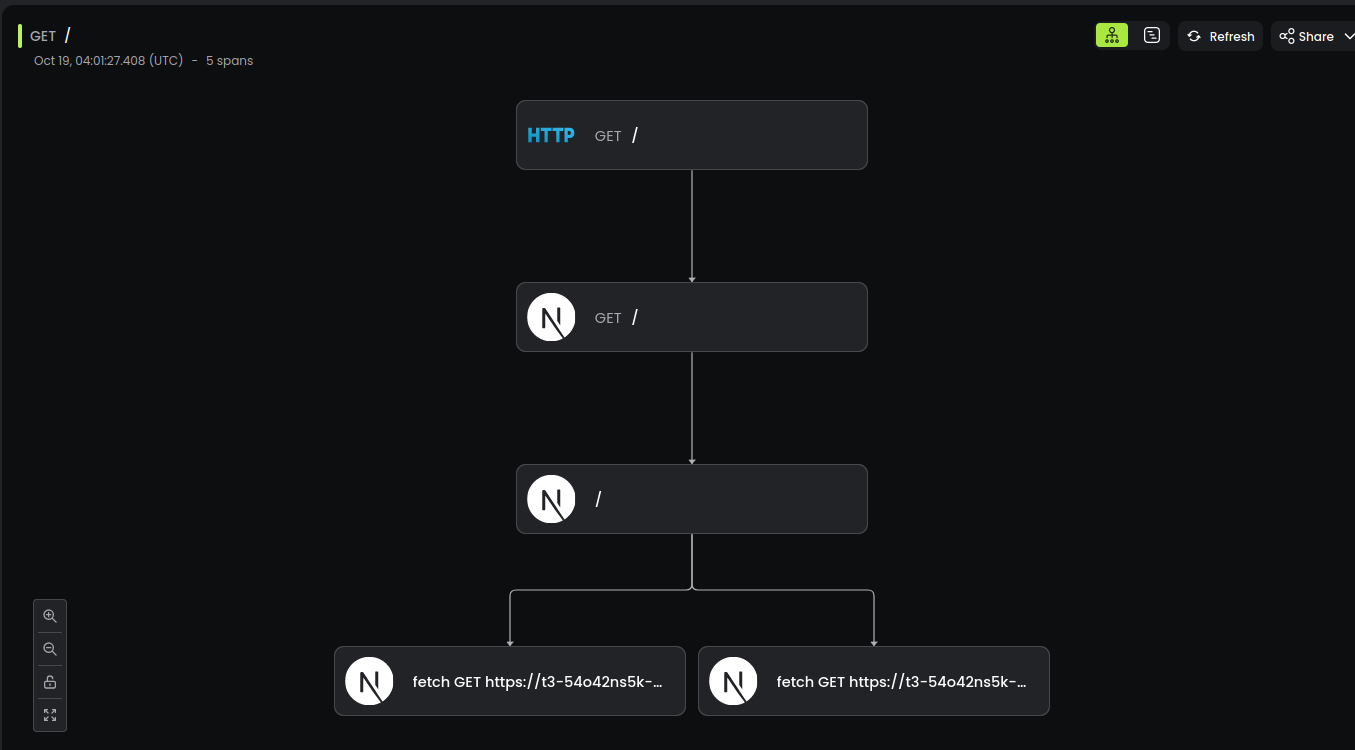 GET /
Refresh
Share
Oct 19, 04:01:27.408 (UTC) - 5 spans
HTTP GET /
N GET /
N /
N fetch GET https://t3-54o42ns5k-...
N fetch GET https://t3-54o42ns5k-...